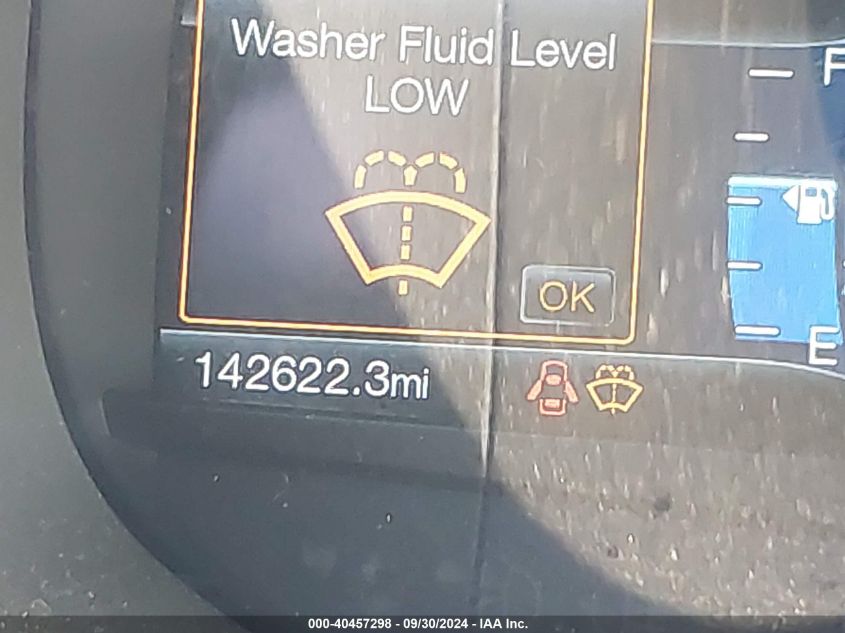 Washer Fluid Level
LOW
OK
F
E
142622.3mi
000-40457298 - 09/30/2024 - IAA Inc.